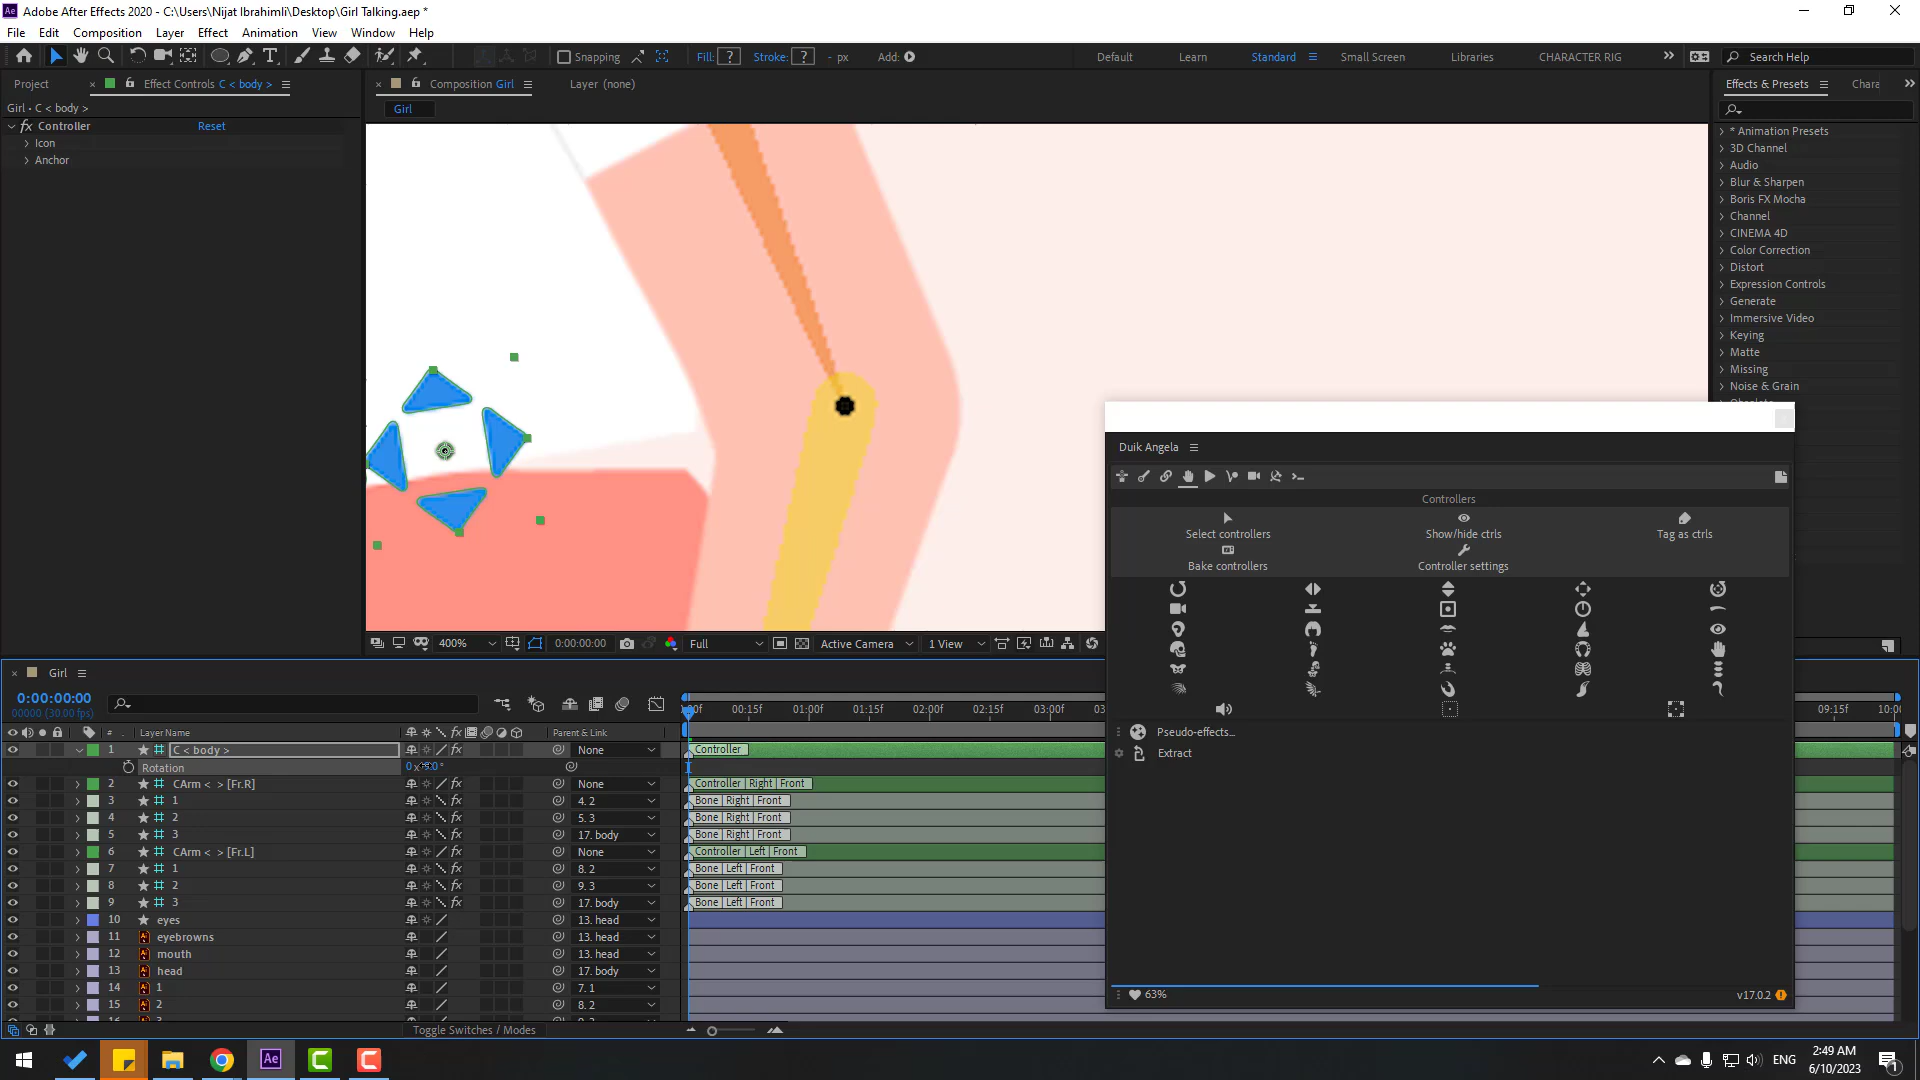 Adobe After Effects 2020 - C:\Users\Nijat Ibrahimli\Desktop\Girl Talking.aep *
File Edit Composition Layer Effect Animation View Window Help
Snapping Fill: ? Stroke: ? - px Add: Default Learn Standard Small Screen Libraries CHARACTER RIG Search Help
Project Effect Controls C < body > Composition Girl Layer (none) Effects & Presets Chara
Girl • C < body >
Girl
fx Controller Reset
Icon
Anchor
* Animation Presets
3D Channel
Audio
Blur & Sharpen
Boris FX Mocha
Channel
CINEMA 4D
Color Correction
Distort
Expression Controls
Generate
Immersive Video
Keying
Matte
Missing
Noise & Grain
Duik Angela
Controllers
Select controllers Show/hide ctrls Tag as ctrls
Bake controllers Controller settings
Pseudo-effects...
Extract
63% v17.0.2
400% 0:00:00:00 Full Active Camera 1 View
Girl
0:00:00:00
00000 (30.00 fps)
00:15f 01:00f 01:15f 02:00f 02:15f 03:00f 09:15f 10:00
# Layer Name Parent & Link
1 C < body > fx None Controller
Rotation
2 CArm < > [Fr.R] fx None Controller | Right | Front
3 1 fx 4. 2 Bone | Right | Front
4 2 fx 5. 3 Bone | Right | Front
5 3 fx 17. body Bone | Right | Front
6 CArm < > [Fr.L] fx None Controller | Left | Front
7 1 fx 8. 2 Bone | Left | Front
8 2 fx 9. 3 Bone | Left | Front
9 3 fx 17. body Bone | Left | Front
10 eyes 13. head
11 eyebrowns 13. head
12 mouth 13. head
13 head 17. body
14 1 7. 1
15 2 8. 2
Toggle Switches / Modes
ENG 2:49 AM
6/10/2023